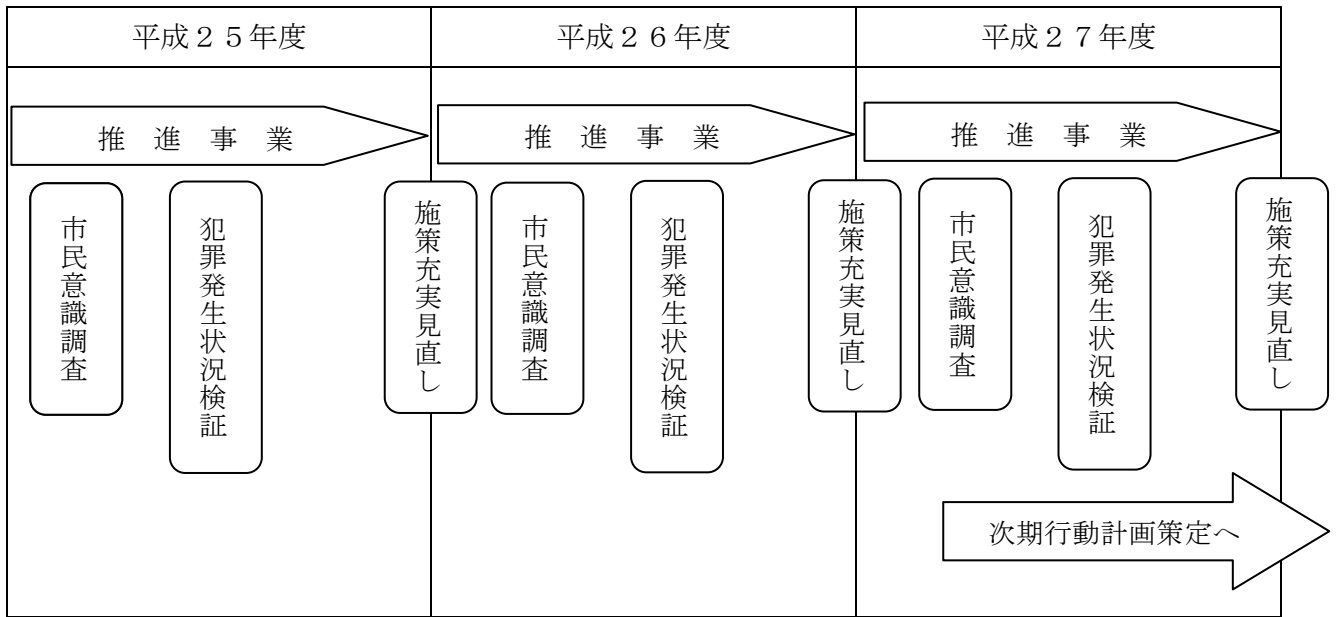 平成２５年度
平成２６年度
平成２７年度
推進事業
推進事業
推進事業
市民意識調査
犯罪発生状況検証
施策充実見直し
市民意識調査
犯罪発生状況検証
施策充実見直し
市民意識調査
犯罪発生状況検証
施策充実見直し
次期行動計画策定へ